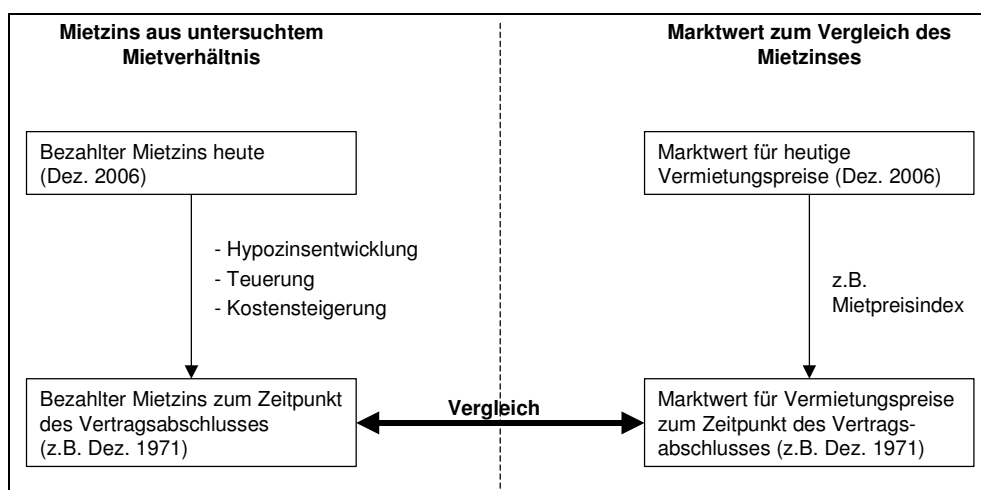 Mietzins aus untersuchtem
Mietverhältnis
Bezahlter Mietzins heute
(Dez. 2006)
- Hypozinsentwicklung
- Teuerung
- Kostensteigerung
Bezahlter Mietzins zum Zeitpunkt
des Vertragsabschlusses
(z.B. Dez. 1971)
Vergleich
Marktwert zum Vergleich des
Mietzinses
Marktwert für heutige
Vermietungspreise (Dez. 2006)
z.B.
Mietpreisindex
Marktwert für Vermietungspreise
zum Zeitpunkt des Vertrags-
abschlusses (z.B. Dez. 1971)